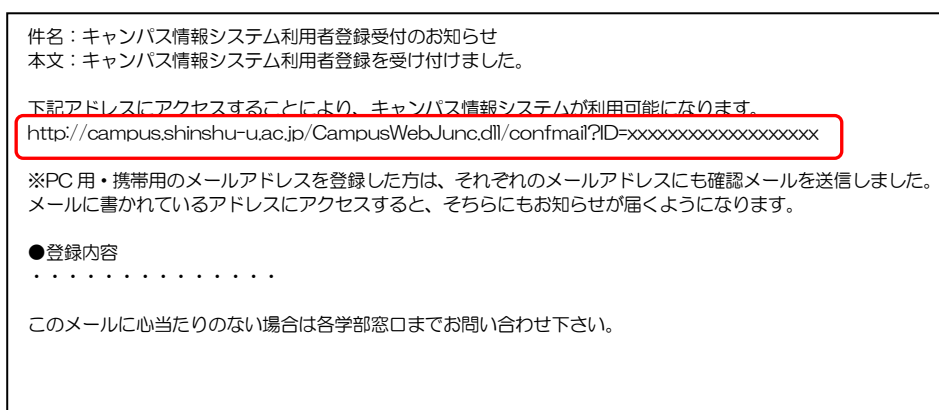 件名：キャンパス情報システム利用者登録受付のお知らせ
本文：キャンパス情報システム利用者登録を受け付けました。
下記アドレスにアクセスすることにより、キャンパス情報システムが利用可能になります。
http://campus.shinshu-u.ac.jp/CampusWebJunc.dll/confmail?ID=xxxxxxxxxxxxxxxxxxx
※PC 用・携帯用のメールアドレスを登録した方は、それぞれのメールアドレスにも確認メールを送信しました。
メールに書かれているアドレスにアクセスすると、そちらにもお知らせが届くようになります。
●登録内容
・・・・・・・・・・・・・・
このメールに心当たりのない場合は各学部窓口までお問い合わせ下さい。